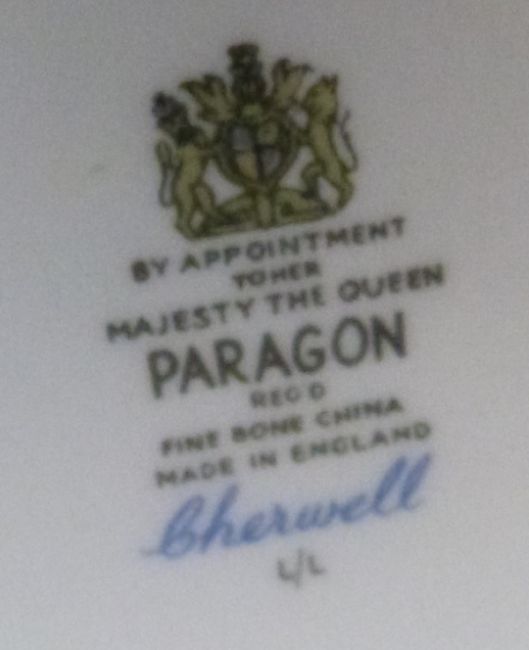 BY APPOINTMENT
TO HER
MAJESTY THE QUEEN
PARAGON
REG'D
FINE BONE CHINA
MADE IN ENGLAND
Cherwell
L/L